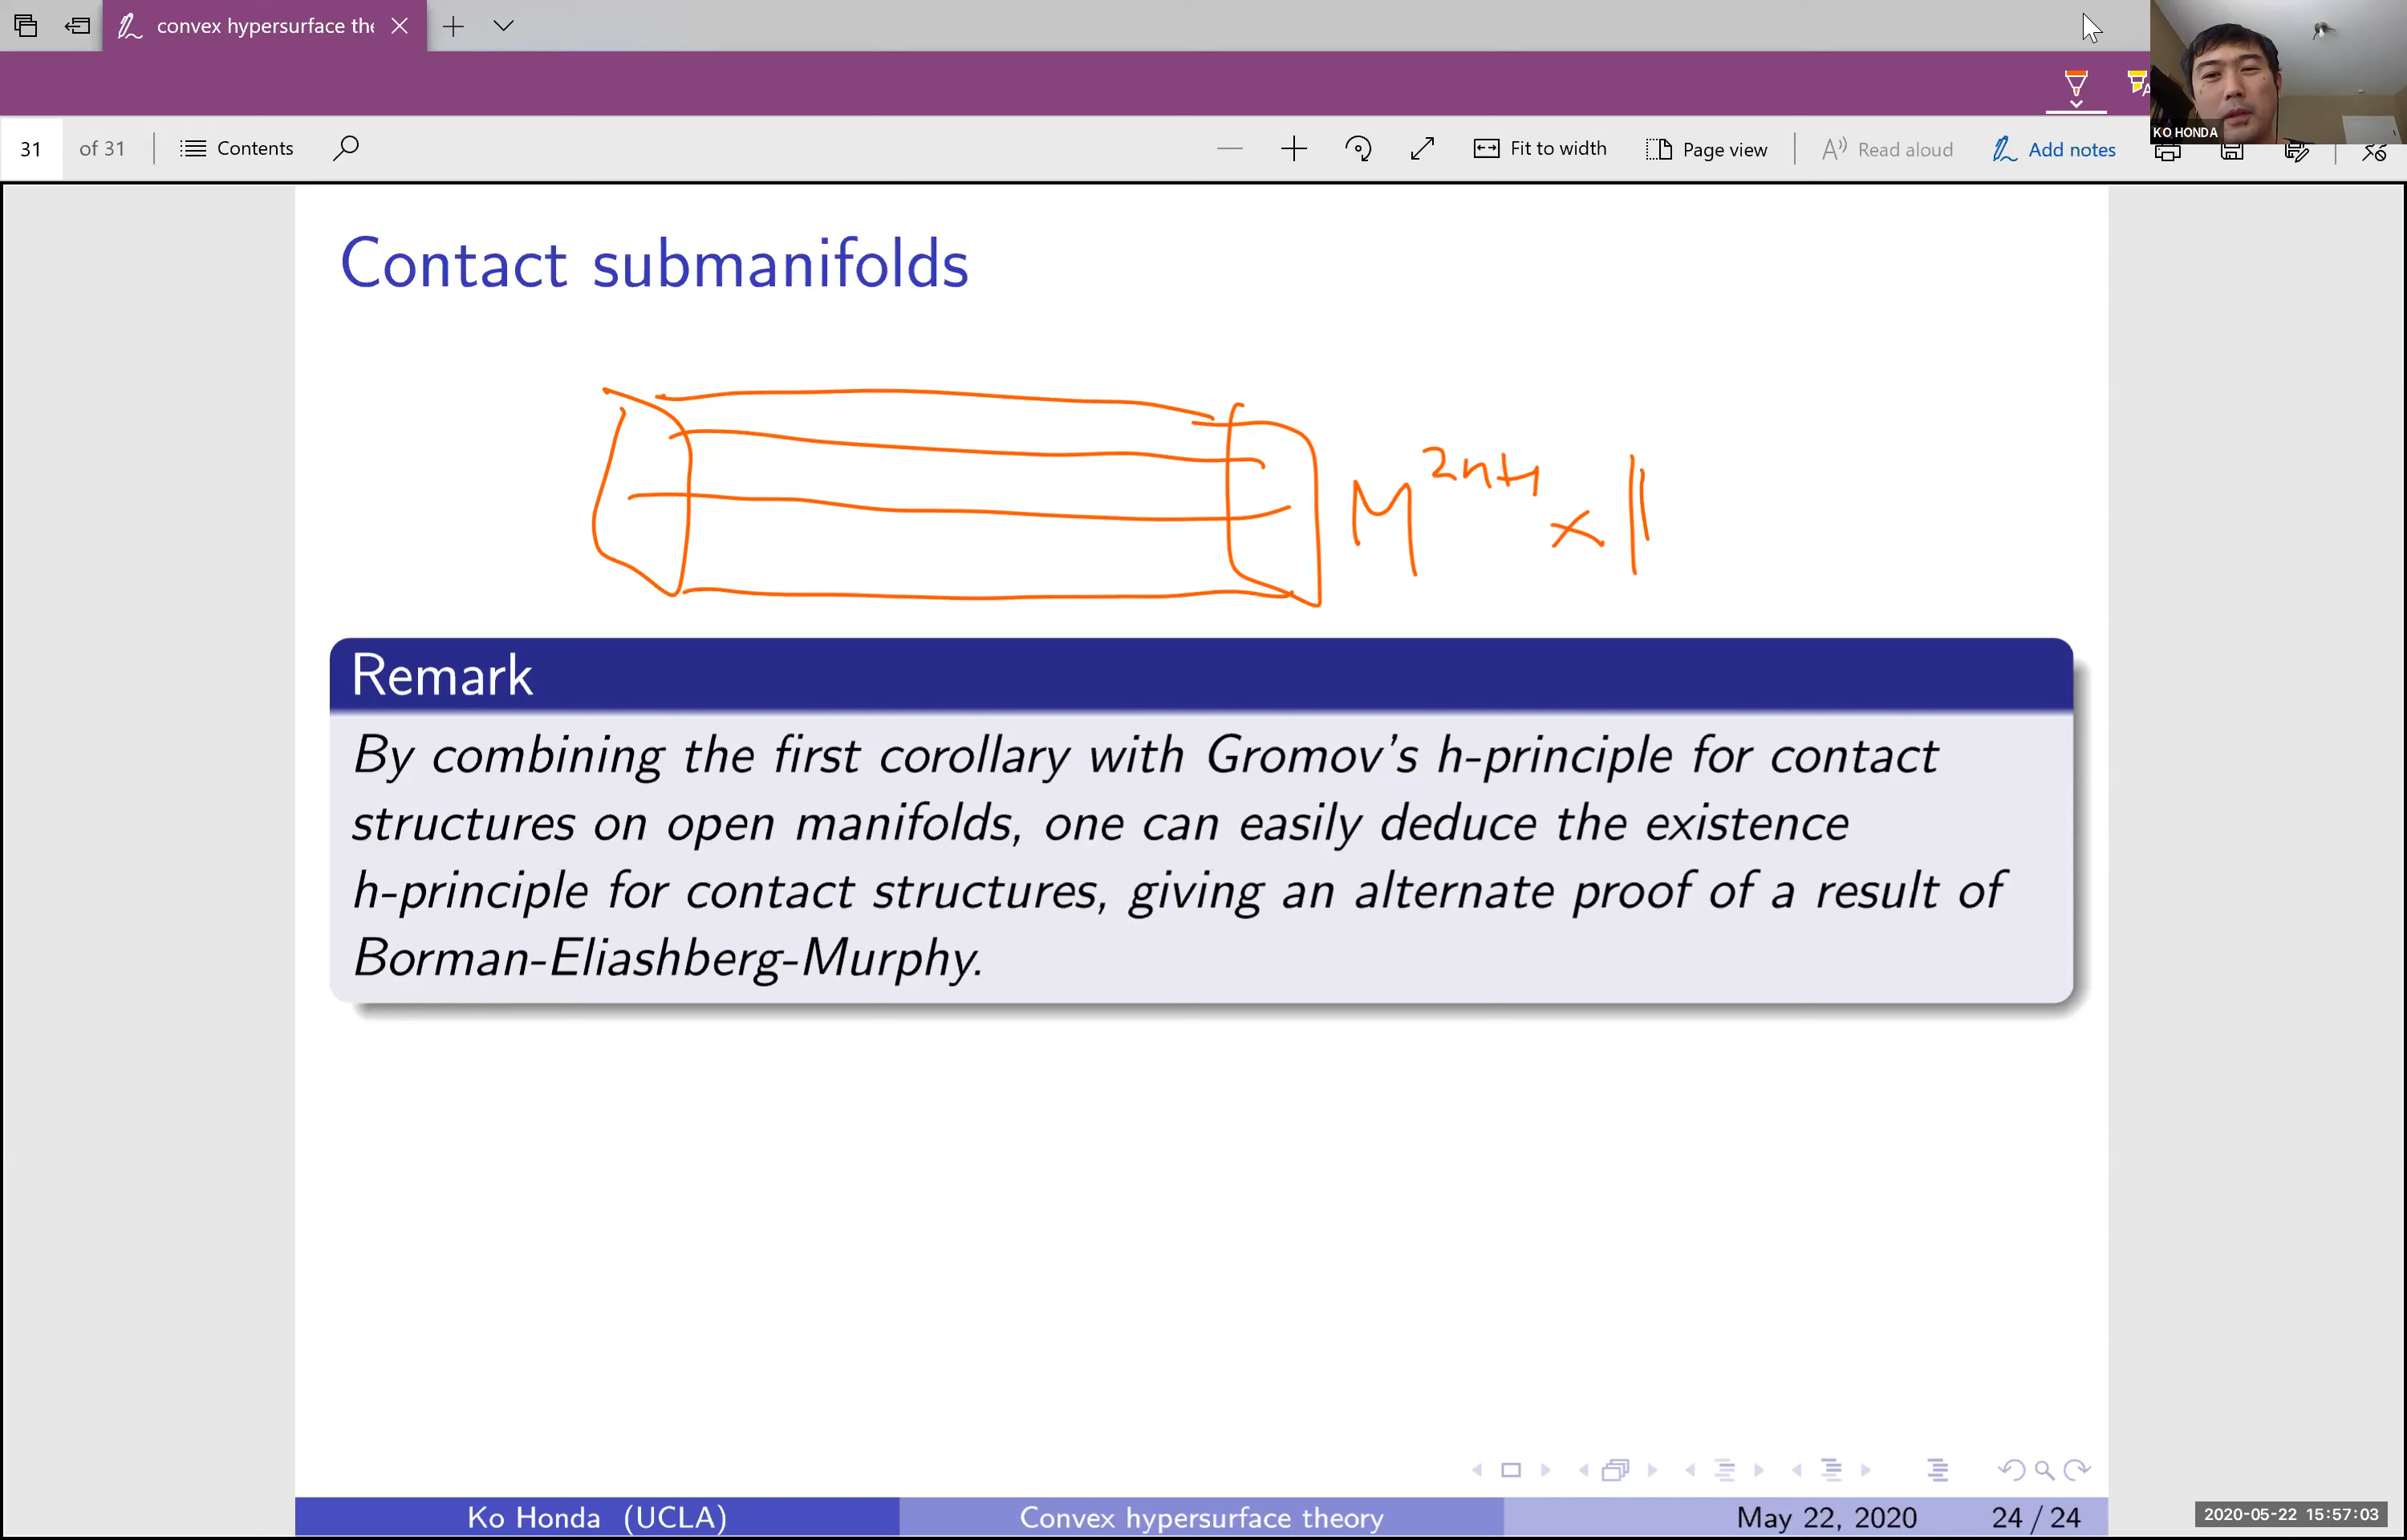 convex hypersurface the
31 of 31 Contents Fit to width Page view Read aloud Add notes
KO HONDA
Contact submanifolds
M^{2n+1} ×
Remark
By combining the first corollary with Gromov's h-principle for contact
structures on open manifolds, one can easily deduce the existence
h-principle for contact structures, giving an alternate proof of a result of
Borman-Eliashberg-Murphy.
Ko Honda (UCLA) Convex hypersurface theory May 22, 2020 24 / 24
2020-05-22 15:57:03